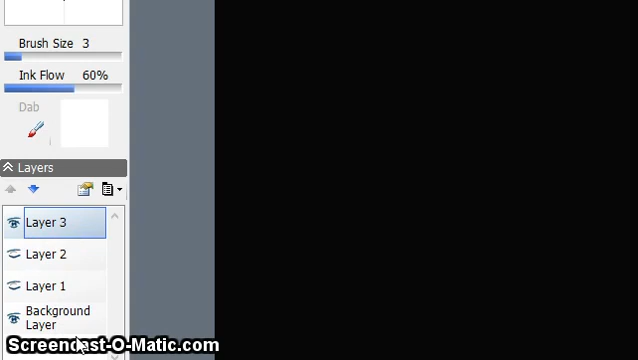 Brush Size 3
Ink Flow 60%
Dab
Layers
Layer 3
Layer 2
Layer 1
Background
Layer
Screencast-O-Matic.com